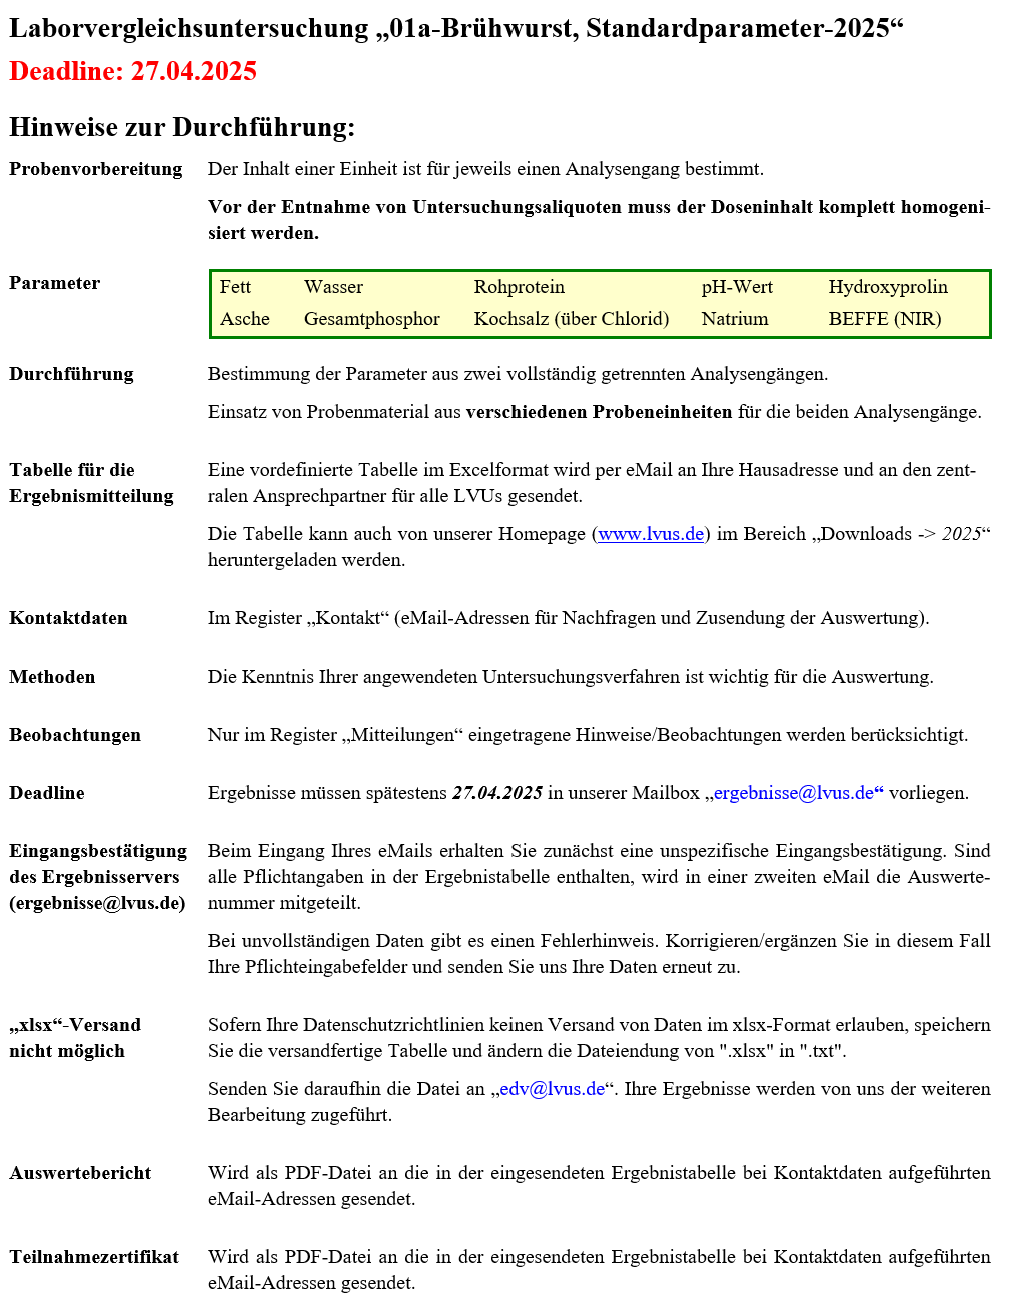 Laborvergleichsuntersuchung „01a-Brühwurst, Standardparameter-2025“
Deadline: 27.04.2025
Hinweise zur Durchführung:
Probenvorbereitung Der Inhalt einer Einheit ist für jeweils einen Analysengang bestimmt.
Vor der Entnahme von Untersuchungsaliquoten muss der Doseninhalt komplett homogeni-
siert werden.
Parameter
Fett Wasser Rohprotein pH-Wert Hydroxyprolin
Asche Gesamtphosphor Kochsalz (über Chlorid) Natrium BEFFE (NIR)
Durchführung Bestimmung der Parameter aus zwei vollständig getrennten Analysengängen.
Einsatz von Probenmaterial aus verschiedenen Probeneinheiten für die beiden Analysengänge.
Tabelle für die Eine vordefinierte Tabelle im Excelformat wird per eMail an Ihre Hausadresse und an den zent-
Ergebnismitteilung ralen Ansprechpartner für alle LVUs gesendet.
Die Tabelle kann auch von unserer Homepage (www.lvus.de) im Bereich „Downloads -> 2025“
heruntergeladen werden.
Kontaktdaten Im Register „Kontakt“ (eMail-Adressen für Nachfragen und Zusendung der Auswertung).
Methoden Die Kenntnis Ihrer angewendeten Untersuchungsverfahren ist wichtig für die Auswertung.
Beobachtungen Nur im Register „Mitteilungen“ eingetragene Hinweise/Beobachtungen werden berücksichtigt.
Deadline Ergebnisse müssen spätestens 27.04.2025 in unserer Mailbox „ergebnisse@lvus.de“ vorliegen.
Eingangsbestätigung Beim Eingang Ihres eMails erhalten Sie zunächst eine unspezifische Eingangsbestätigung. Sind
des Ergebnisservers alle Pflichtangaben in der Ergebnistabelle enthalten, wird in einer zweiten eMail die Auswerte-
(ergebnisse@lvus.de) nummer mitgeteilt.
Bei unvollständigen Daten gibt es einen Fehlerhinweis. Korrigieren/ergänzen Sie in diesem Fall
Ihre Pflichteingabefelder und senden Sie uns Ihre Daten erneut zu.
„xlsx“-Versand Sofern Ihre Datenschutzrichtlinien keinen Versand von Daten im xlsx-Format erlauben, speichern
nicht möglich Sie die versandfertige Tabelle und ändern die Dateiendung von ".xlsx" in ".txt".
Senden Sie daraufhin die Datei an „edv@lvus.de“. Ihre Ergebnisse werden von uns der weiteren
Bearbeitung zugeführt.
Auswertebericht Wird als PDF-Datei an die in der eingesendeten Ergebnistabelle bei Kontaktdaten aufgeführten
eMail-Adressen gesendet.
Teilnahmezertifikat Wird als PDF-Datei an die in der eingesendeten Ergebnistabelle bei Kontaktdaten aufgeführten
eMail-Adressen gesendet.